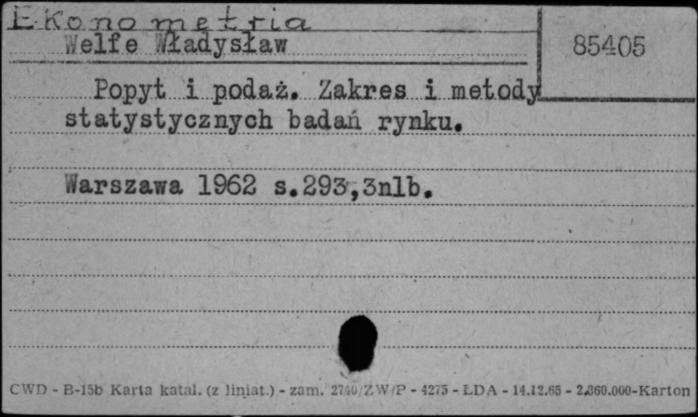 Ekonometria
Welfe Władysław
85405
Popyt i podaż. Zakres i metody
statystycznych badań rynku.
Warszawa 1962 s.293,3nlb.
CWD - B-15b Karta katal. (z liniat.) - zam. 2740/ZW/P - 4275 - ŁDA - 14.12.65 - 2.360.000-Karton